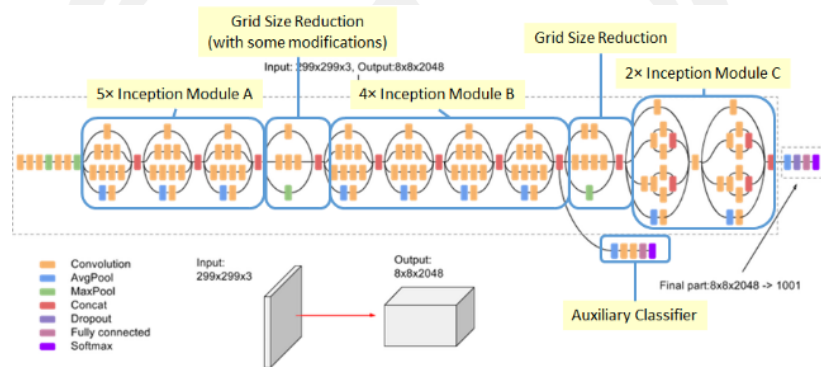 Grid Size Reduction
(with some modifications)
Grid Size Reduction
Input: 299x299x3, Output:8x8x2048
5× Inception Module A
4× Inception Module B
2× Inception Module C
Convolution
AvgPool
MaxPool
Concat
Dropout
Fully connected
Softmax
Input:
299x299x3
Output:
8x8x2048
Auxiliary Classifier
Final part:8x8x2048 -> 1001